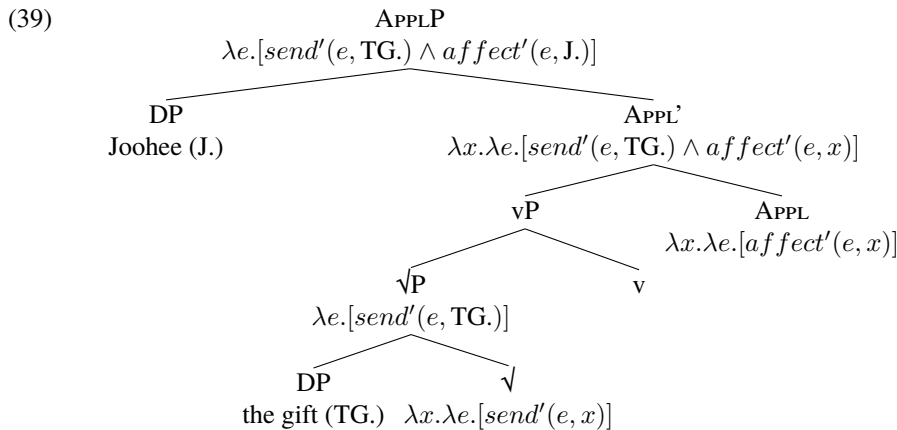 (39) APPLP
λe.[send′(e, TG.) ∧ affect′(e, J.)]
DP APPL’
Joohee (J.) λx.λe.[send′(e, TG.) ∧ affect′(e, x)]
vP APPL
λx.λe.[affect′(e, x)]
√P v
λe.[send′(e, TG.)]
DP √
the gift (TG.) λx.λe.[send′(e, x)]